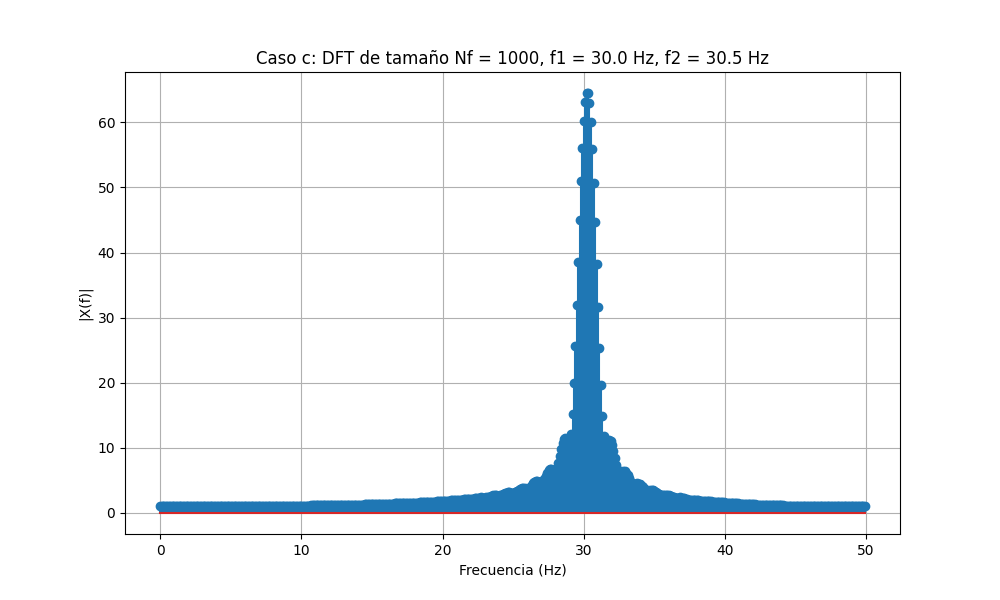 Caso c: DFT de tamaño Nf = 1000, f1 = 30.0 Hz, f2 = 30.5 Hz
60
50
40
30
20
10
0
|X(f)|
0 10 20 30 40 50
Frecuencia (Hz)